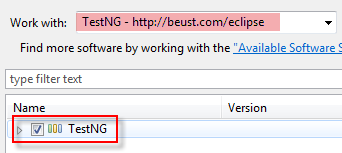 Work with: TestNG - http://beust.com/eclipse
Find more software by working with the "Available Software S
type filter text
Name Version
TestNG